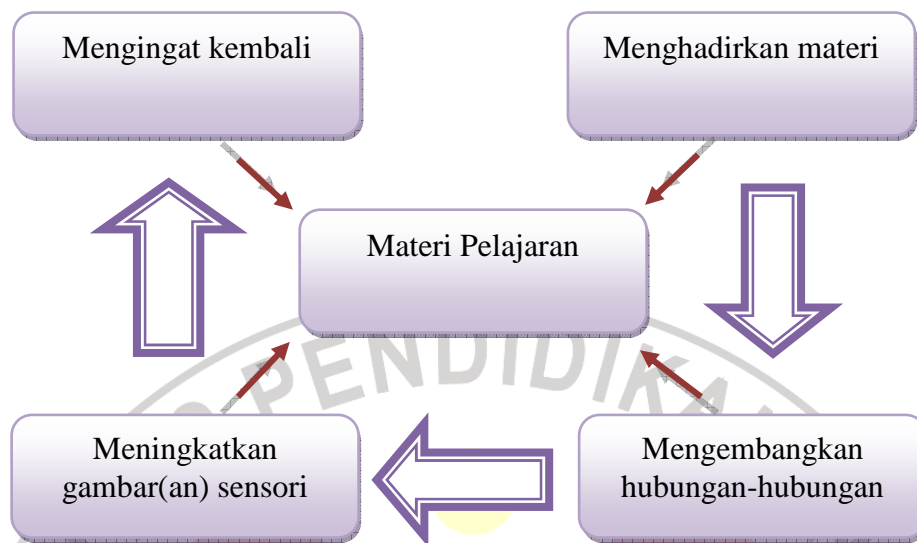 Mengingat kembali
Menghadirkan materi
Materi Pelajaran
PENDIDIKA
Meningkatkan
gambar(an) sensori
Mengembangkan
hubungan-hubungan